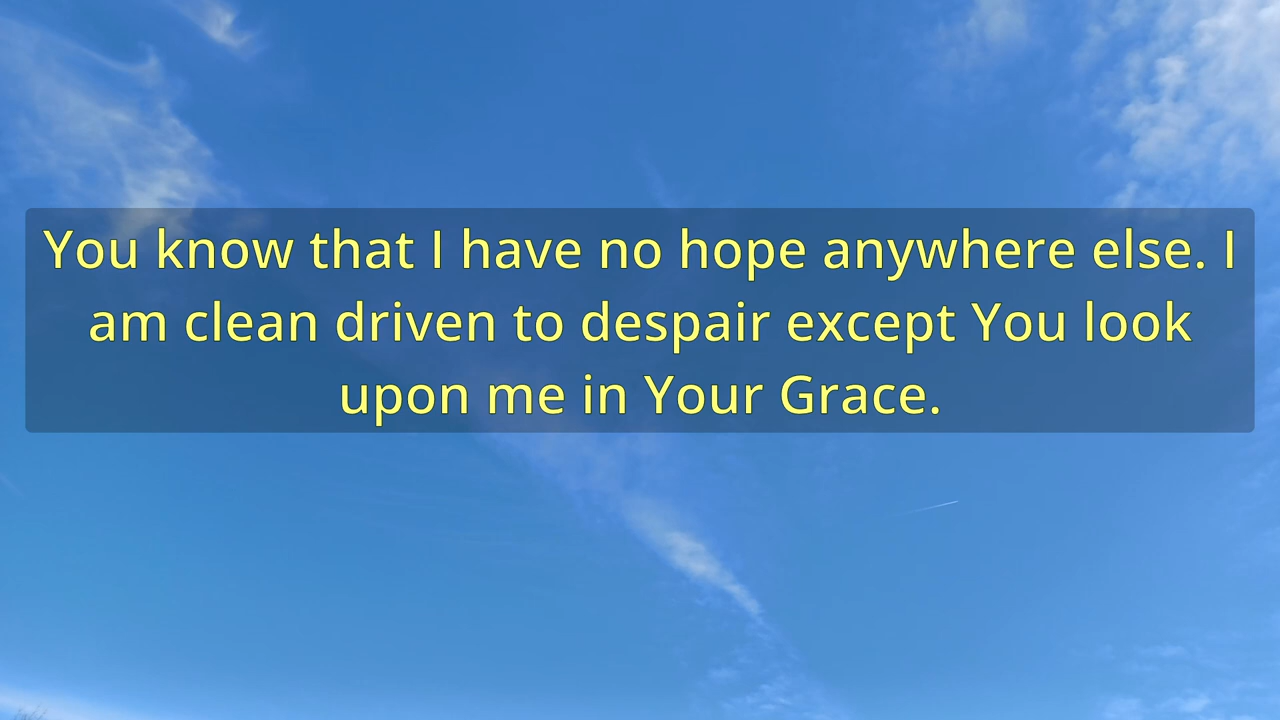 You know that I have no hope anywhere else. I
am clean driven to despair except You look
upon me in Your Grace.